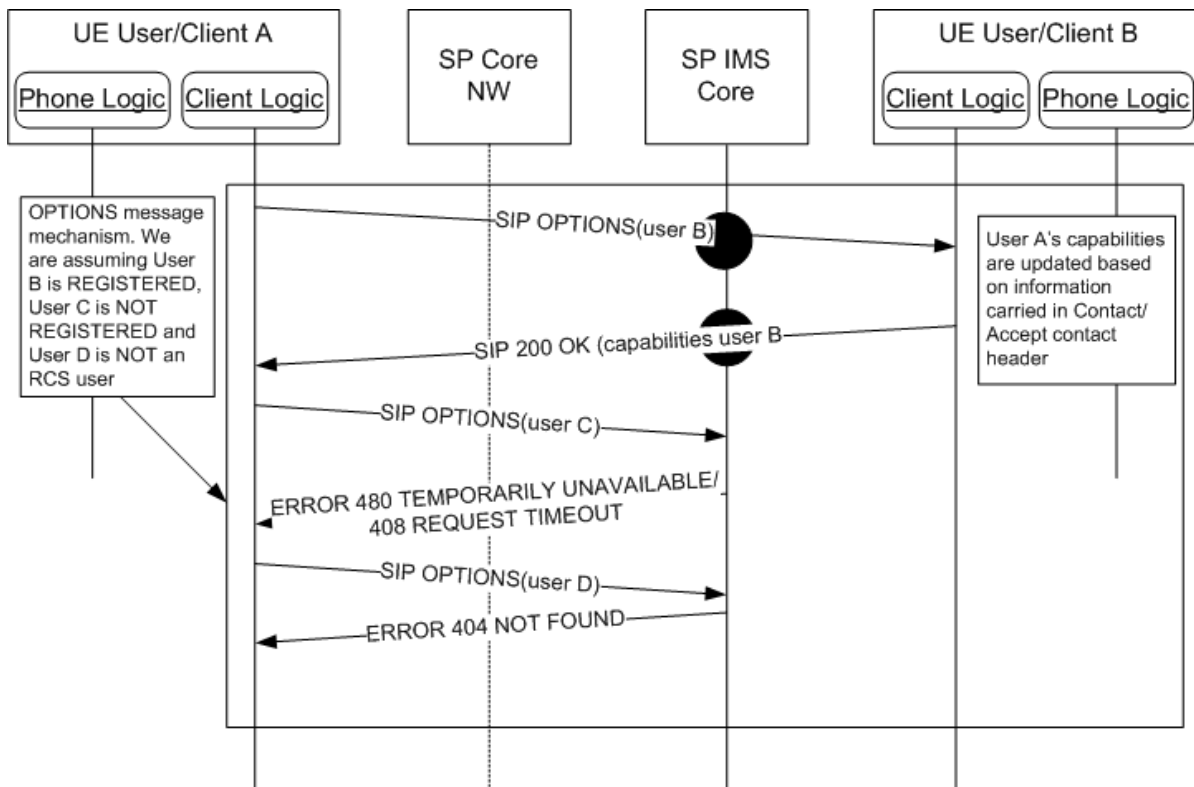 UE User/Client A
Phone Logic
Client Logic
SP Core
NW
SP IMS
Core
UE User/Client B
Client Logic
Phone Logic
OPTIONS message
mechanism. We
are assuming User
B is REGISTERED,
User C is NOT
REGISTERED and
User D is NOT an
RCS user
SIP OPTIONS(user B)
User A's capabilities
are updated based
on information
carried in Contact/
Accept contact
header
SIP 200 OK (capabilities user B
SIP OPTIONS(user C)
ERROR 480 TEMPORARILY UNAVAILABLE/
408 REQUEST TIMEOUT
SIP OPTIONS(user D)
ERROR 404 NOT FOUND